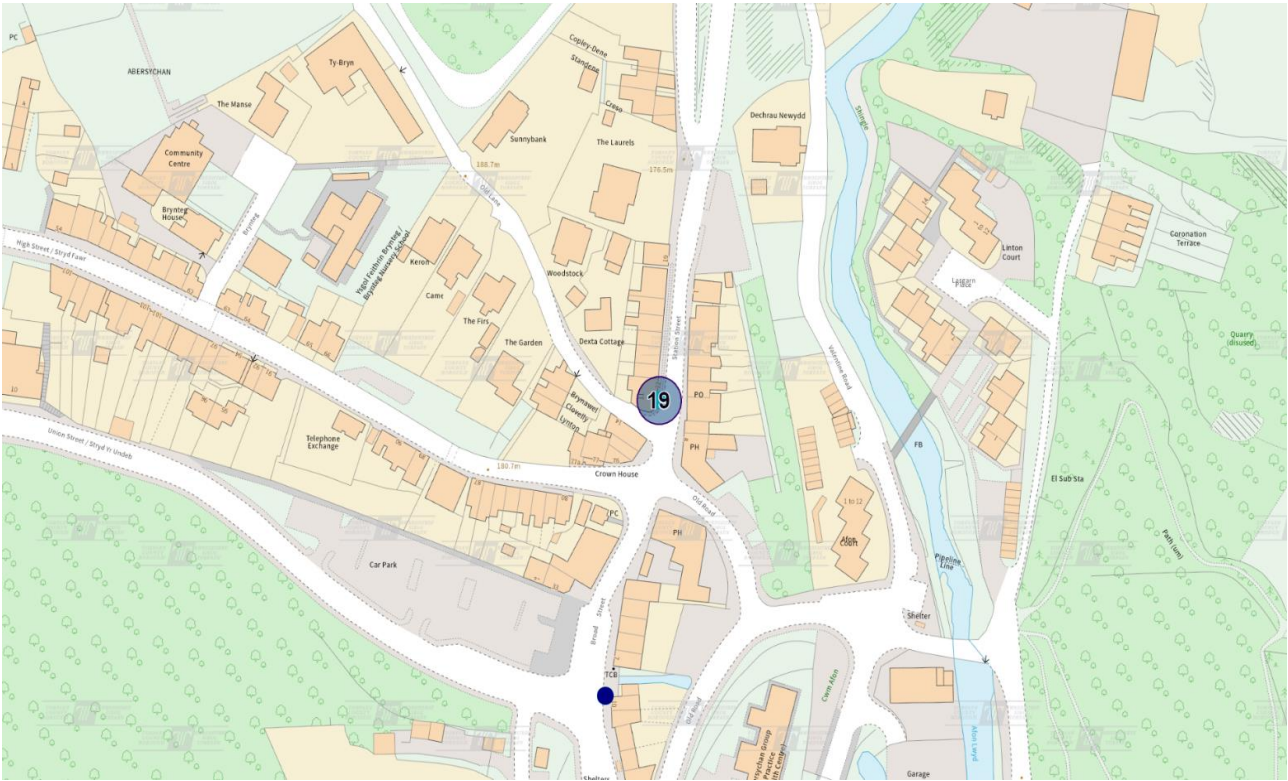 PC
ABERSYCHAN
Ty-Bryn
The Manse
Community
Centre
Brynteg
House
Brynteg
High Street / Stryd Fawr
Ysgol Feithrin Brynteg /
Brynteg Nursery School
Sunnybank
188.7m
Old Lane
Copley-Dene
Standene
Creso
The Laurels
176.5m
Dechrau Newydd
Shingle
Keron
Woodstock
The Firs
The Garden
Dexta Cottage
Station Street
Brynawel
Clovelly
Lynton
19
PO
PH
Valentine Road
Linton
Court
Coronation
Terrace
Quarry
(disused)
Union Street / Stryd Yr Undeb
Telephone
Exchange
180.7m
Crown House
PC
PH
Old Road
1 to 12
Afon
Court
FB
El Sub Sta
Path (um)
Pipeline
Line
Shelter
Car Park
Broad Street
TCB
Old Road
Cwm Afon
Afon Lwyd
Garage
Shelters